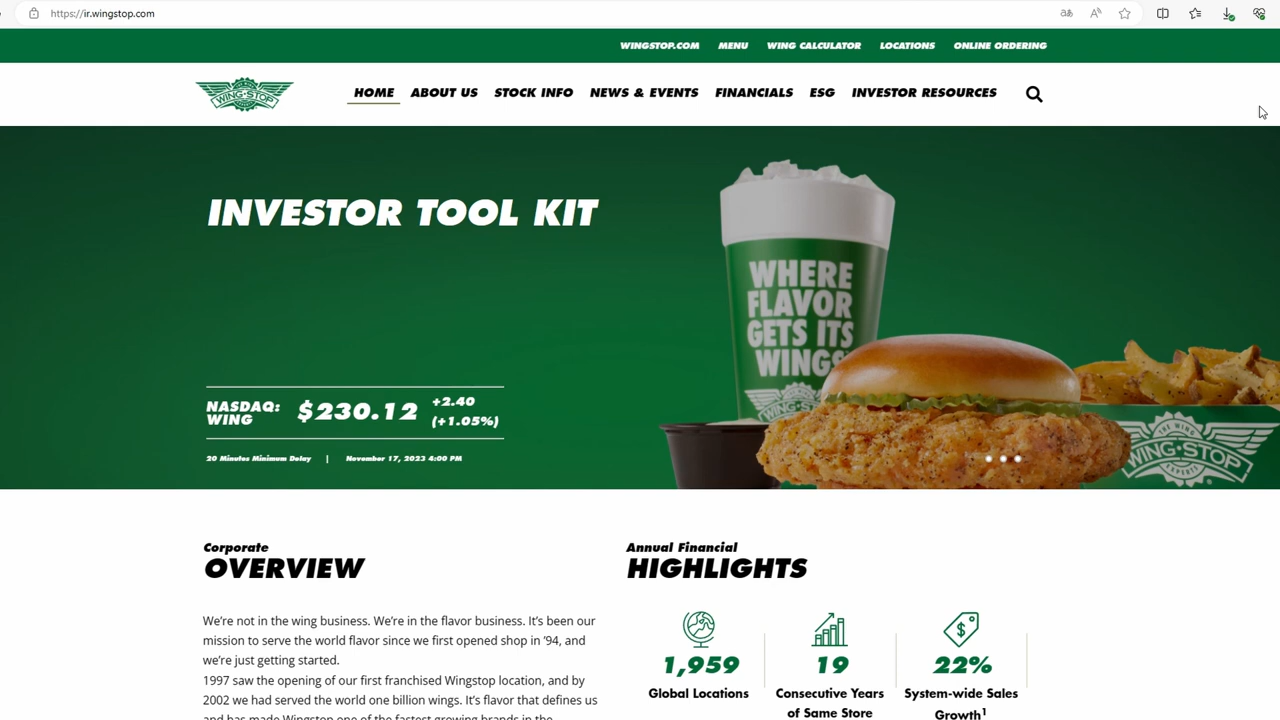 https://ir.wingstop.com
WINGSTOP.COM MENU WING CALCULATOR LOCATIONS ONLINE ORDERING
WING·STOP
HOME ABOUT US STOCK INFO NEWS & EVENTS FINANCIALS ESG INVESTOR RESOURCES
INVESTOR TOOL KIT
WHERE
FLAVOR
GETS ITS
WINGS
NASDAQ:
WING
$230.12
+2.40
(+1.05%)
20 Minutes Minimum Delay | November 17, 2023 4:00 PM
THE WING
WING·STOP
EXPERTS
Corporate
OVERVIEW
We're not in the wing business. We're in the flavor business. It's been our
mission to serve the world flavor since we first opened shop in '94, and
we're just getting started.
1997 saw the opening of our first franchised Wingstop location, and by
2002 we had served the world one billion wings. It's flavor that defines us
and has made Wingstop one of the fastest growing brands in the
Annual Financial
HIGHLIGHTS
1,959
Global Locations
19
Consecutive Years
of Same Store
22%
System-wide Sales
Growth1